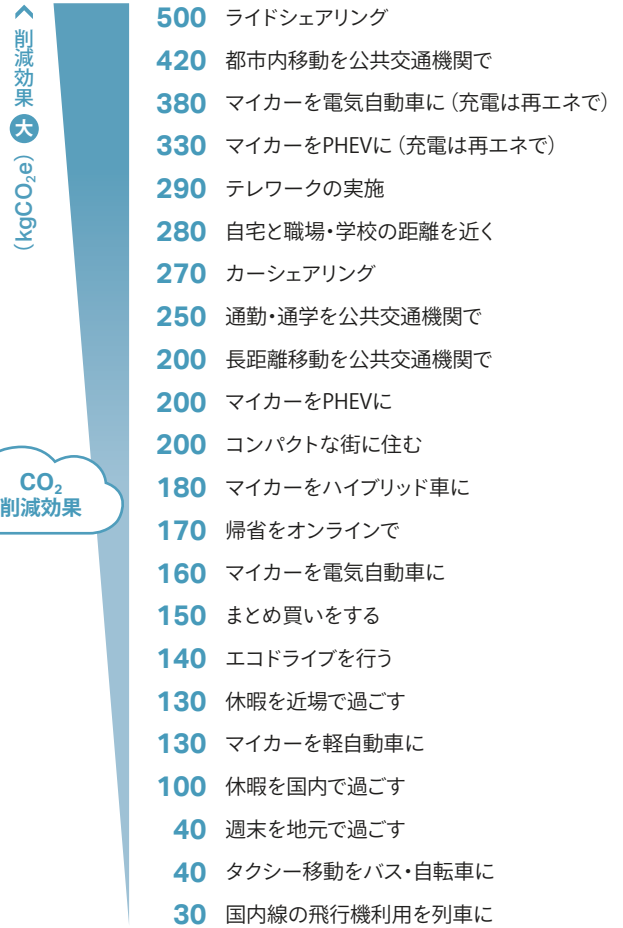 削減効果 大 (kgCO₂e)
CO₂
削減効果
500 ライドシェアリング
420 都市内移動を公共交通機関で
380 マイカーを電気自動車に（充電は再エネで）
330 マイカーをPHEVに（充電は再エネで）
290 テレワークの実施
280 自宅と職場・学校の距離を近く
270 カーシェアリング
250 通勤・通学を公共交通機関で
200 長距離移動を公共交通機関で
200 マイカーをPHEVに
200 コンパクトな街に住む
180 マイカーをハイブリッド車に
170 帰省をオンラインで
160 マイカーを電気自動車に
150 まとめ買いをする
140 エコドライブを行う
130 休暇を近場で過ごす
130 マイカーを軽自動車に
100 休暇を国内で過ごす
40 週末を地元で過ごす
40 タクシー移動をバス・自転車に
30 国内線の飛行機利用を列車に